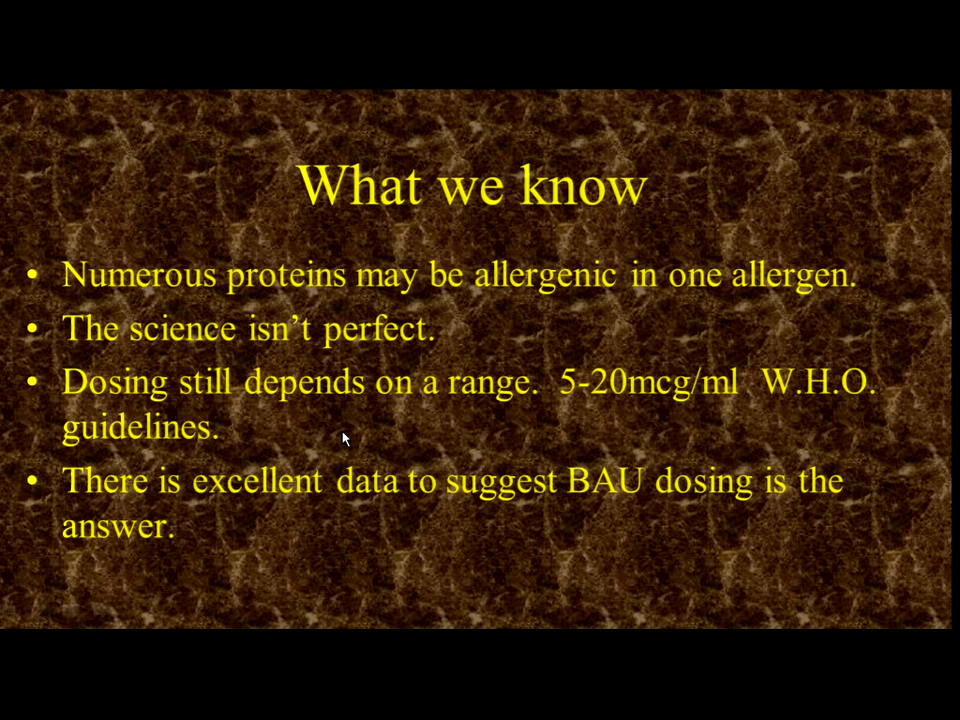 What we know
• Numerous proteins may be allergenic in one allergen.
• The science isn’t perfect.
• Dosing still depends on a range.  5-20mcg/ml  W.H.O.
guidelines.
• There is excellent data to suggest BAU dosing is the
answer.